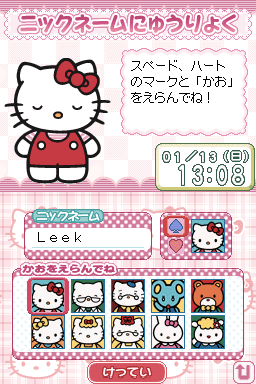 ニックネームにゅうりょく
スペード、ハート
のマークと「かお」
をえらんでね!
01/13(日)
13:08
ニックネーム
Leek
かおをえらんでね
けってい